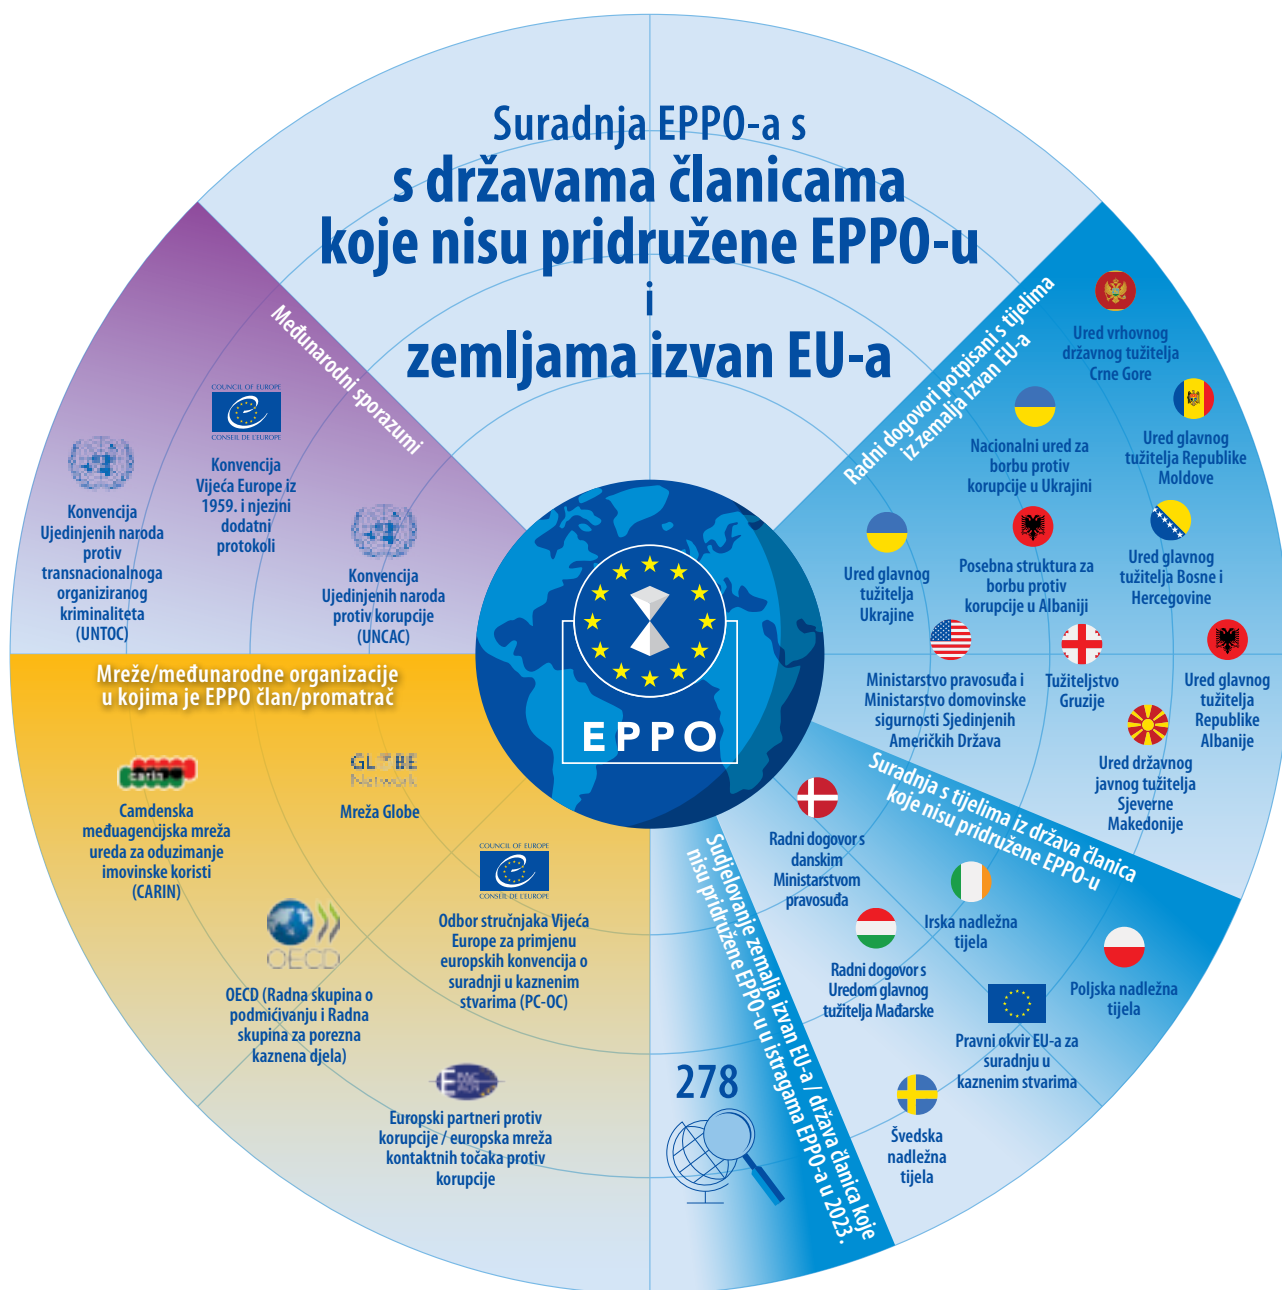 Suradnja EPPO-a s
s državama članicama
koje nisu pridružene EPPO-u
i
zemljama izvan EU-a
Međunarodni sporazumi
COUNCIL OF EUROPE
CONSEIL DE L'EUROPE
Konvencija
Vijeća Europe iz
1959. i njezini
dodatni
protokoli
Konvencija
Ujedinjenih naroda
protiv
transnacionalnoga
organiziranog
kriminaliteta
(UNTOC)
Konvencija
Ujedinjenih naroda
protiv korupcije
(UNCAC)
Radni dogovori potpisani s tijelima
iz zemalja izvan EU-a
Ured vrhovnog
državnog tužitelja
Crne Gore
Ured glavnog
tužitelja Republike
Moldove
Nacionalni ured za
borbu protiv
korupcije u Ukrajini
Ured glavnog
tužitelja
Ukrajine
Posebna struktura za
borbu protiv
korupcije u Albaniji
Ured glavnog
tužitelja Bosne i
Hercegovine
Ministarstvo pravosuđa i
Ministarstvo domovinske
sigurnosti Sjedinjenih
Američkih Država
Tužiteljstvo
Gruzije
Ured glavnog
tužitelja
Republike
Albanije
Ured državnog
javnog tužitelja
Sjeverne
Makedonije
EPPO
Mreže/međunarodne organizacije
u kojima je EPPO član/promatrač
carin
Camdenska
međuagencijska mreža
ureda za oduzimanje
imovinske koristi
(CARIN)
GLOBE
Network
Mreža Globe
COUNCIL OF EUROPE
CONSEIL DE L'EUROPE
Odbor stručnjaka Vijeća
Europe za primjenu
europskih konvencija o
suradnji u kaznenim
stvarima (PC-OC)
OECD
OECD (Radna skupina o
podmićivanju i Radna
skupina za porezna
kaznena djela)
Europski partneri protiv
korupcije / europska mreža
kontaktnih točaka protiv
korupcije
Suradnja s tijelima iz država članica
koje nisu pridružene EPPO-u
Radni dogovor s
danskim
Ministarstvom
pravosuđa
Irska nadležna
tijela
Radni dogovor s
Uredom glavnog
tužitelja Mađarske
Poljska nadležna
tijela
Pravni okvir EU-a za
suradnju u
kaznenim stvarima
Švedska
nadležna
tijela
Sudjelovanje zemalja izvan EU-a / država članica koje
nisu pridružene EPPO-u u istragama EPPO-a u 2023.
278